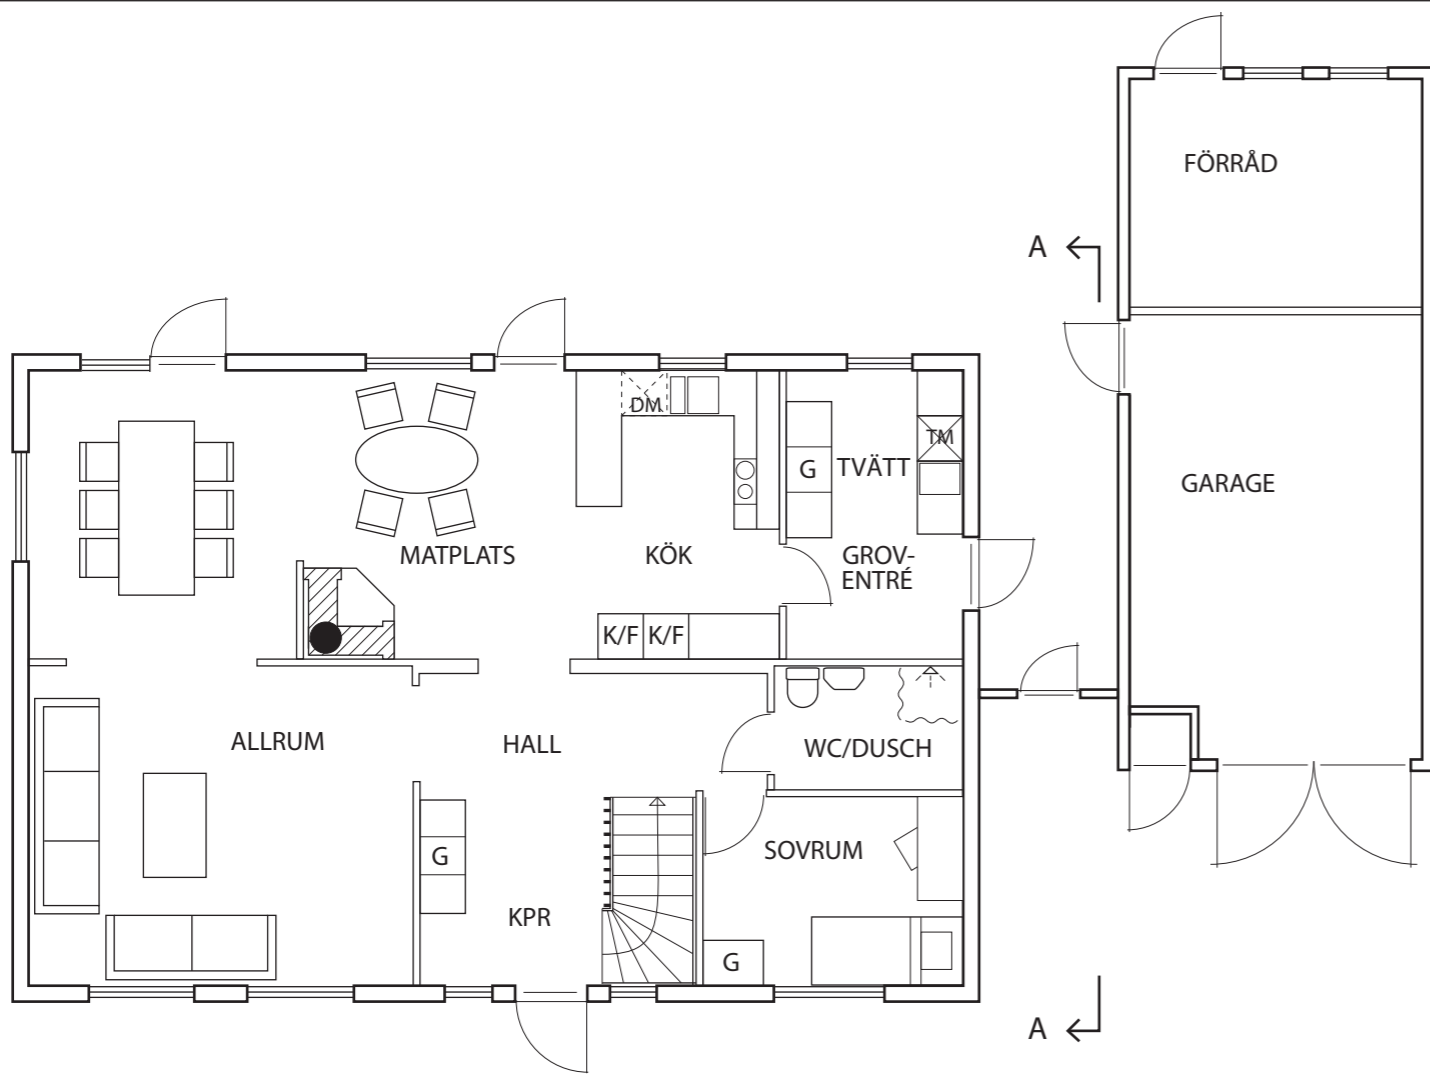 FÖRRÅD
A
DM
TM
G
TVÄTT
GARAGE
MATPLATS
KÖK
GROV-
ENTRÉ
K/F
K/F
ALLRUM
HALL
WC/DUSCH
G
SOVRUM
KPR
G
A